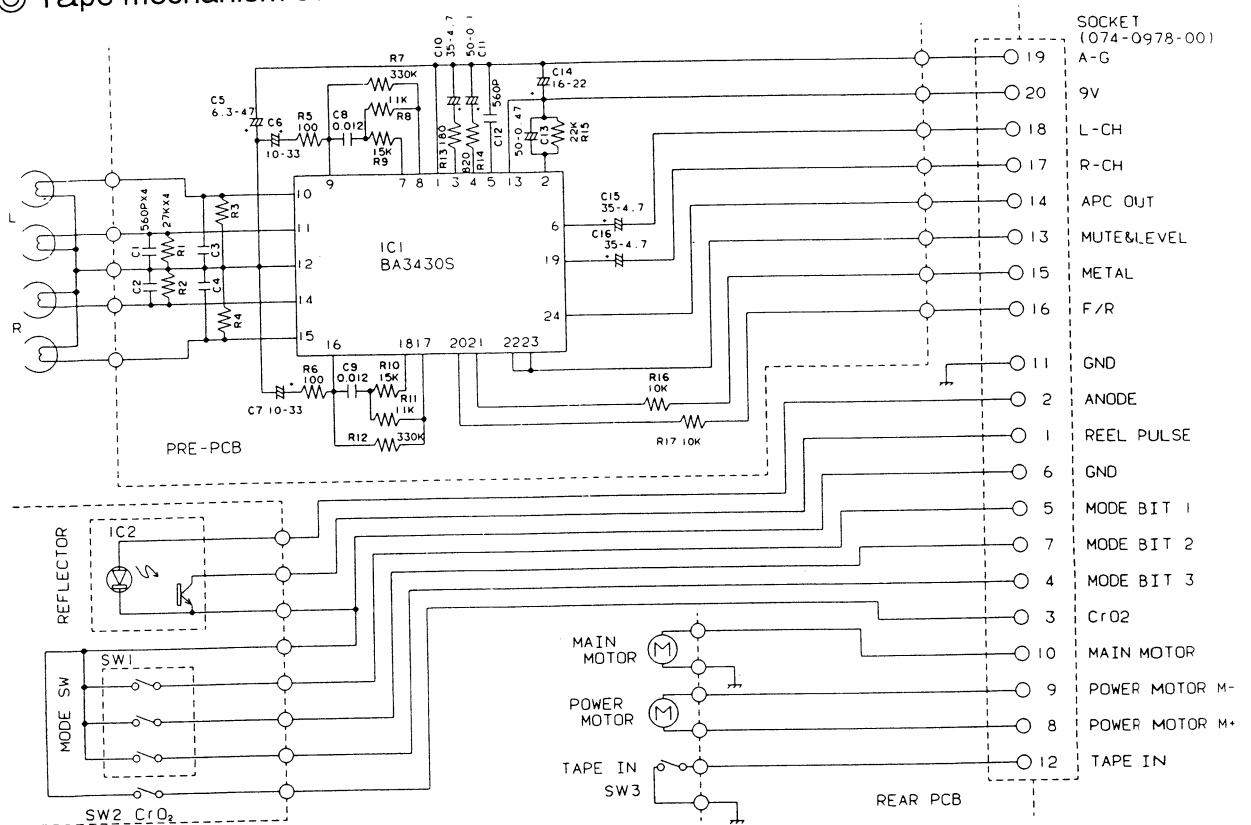 Tape mechanism
SOCKET
(074-0978-00)
19 A-G
20 9V
18 L-CH
17 R-CH
14 APC OUT
13 MUTE&LEVEL
15 METAL
16 F/R
11 GND
2 ANODE
1 REEL PULSE
6 GND
5 MODE BIT 1
7 MODE BIT 2
4 MODE BIT 3
3 CrO2
10 MAIN MOTOR
9 POWER MOTOR M-
8 POWER MOTOR M+
12 TAPE IN
REAR PCB
C10
35-4.7
50-0.1
C11
R7
330K
560P
C12
C14
16-22
C5
6.3-47
C6
10-33
R5
100
C8
0.012
11K
R8
15K
R9
R13 180
820
R14
50-0.47
C13
22K
R15
9 7 8 1 3 4 5 13 2
10
11
12
14
15
L
R
560PX4
27KX4
C1
R1
C2
R2
C3
C4
R3
R4
IC1
BA3430S
6
19
24
C15
35-4.7
C16
35-4.7
16 18 17 20 21 22 23
C7 10-33
R6
100
C9
0.012
R10
15K
R11
11K
R12 330K
R16
10K
R17 10K
PRE-PCB
REFLECTOR
IC2
MODE SW
SW1
SW2 CrO₂
MAIN
MOTOR
M
POWER
MOTOR
M
TAPE IN
SW3